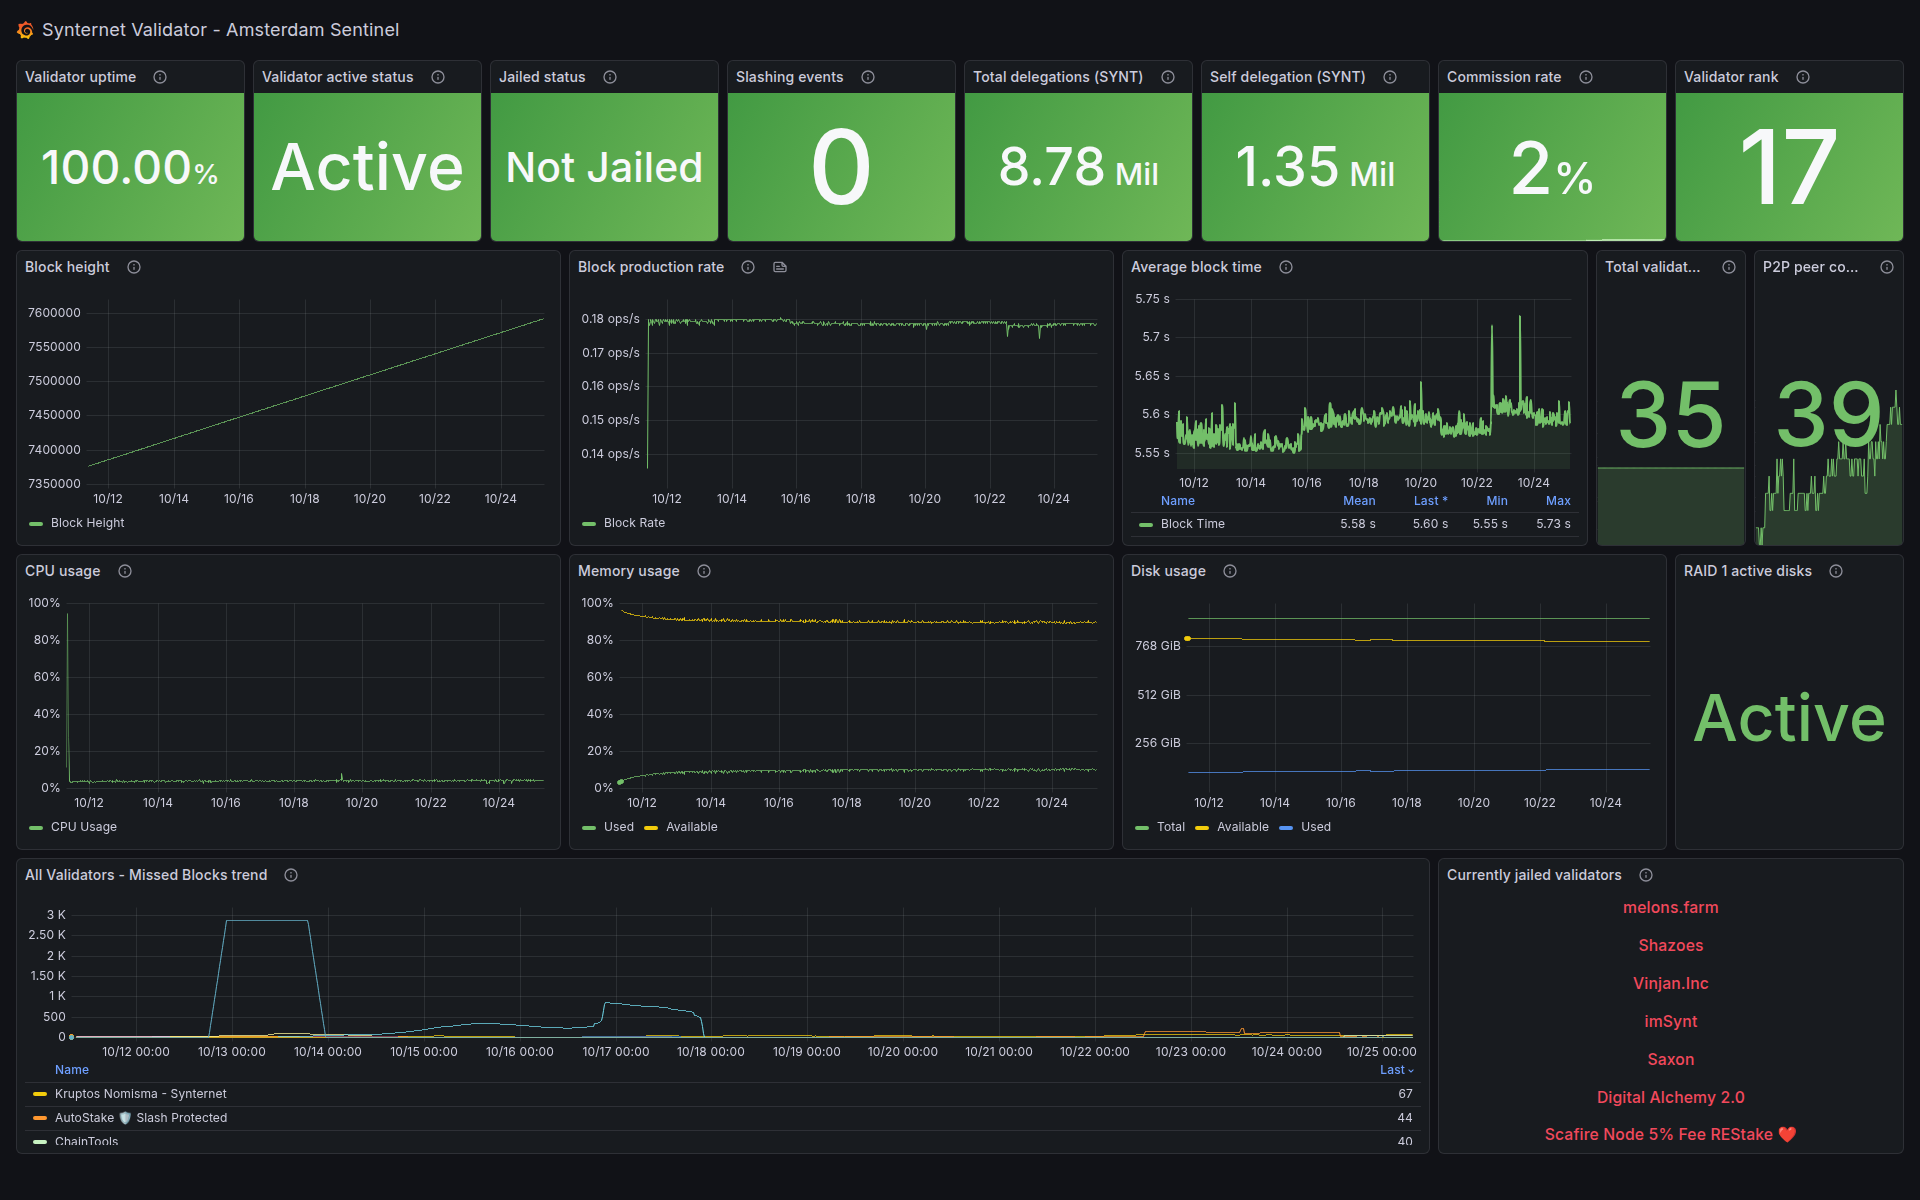 Synternet Validator - Amsterdam Sentinel
Validator uptime
100.00%
Validator active status
Active
Jailed status
Not Jailed
Slashing events
0
Total delegations (SYNT)
8.78 Mil
Self delegation (SYNT)
1.35 Mil
Commission rate
2%
Validator rank
17
Block height
7600000
7550000
7500000
7450000
7400000
7350000
10/12 10/14 10/16 10/18 10/20 10/22 10/24
Block Height
Block production rate
0.18 ops/s
0.17 ops/s
0.16 ops/s
0.15 ops/s
0.14 ops/s
10/12 10/14 10/16 10/18 10/20 10/22 10/24
Block Rate
Average block time
5.75 s
5.7 s
5.65 s
5.6 s
5.55 s
10/12 10/14 10/16 10/18 10/20 10/22 10/24
Name Mean Last * Min Max
Block Time 5.58 s 5.60 s 5.55 s 5.73 s
Total validat...
35
P2P peer co...
39
CPU usage
100%
80%
60%
40%
20%
0%
10/12 10/14 10/16 10/18 10/20 10/22 10/24
CPU Usage
Memory usage
100%
80%
60%
40%
20%
0%
10/12 10/14 10/16 10/18 10/20 10/22 10/24
Used Available
Disk usage
768 GiB
512 GiB
256 GiB
10/12 10/14 10/16 10/18 10/20 10/22 10/24
Total Available Used
RAID 1 active disks
Active
All Validators - Missed Blocks trend
3 K
2.50 K
2 K
1.50 K
1 K
500
0
10/12 00:00 10/13 00:00 10/14 00:00 10/15 00:00 10/16 00:00 10/17 00:00 10/18 00:00 10/19 00:00 10/20 00:00 10/21 00:00 10/22 00:00 10/23 00:00 10/24 00:00 10/25 00:00
Name Last
Kruptos Nomisma - Synternet 67
AutoStake 🛡️ Slash Protected 44
ChainTools 40
Currently jailed validators
melons.farm
Shazoes
Vinjan.Inc
imSynt
Saxon
Digital Alchemy 2.0
Scafire Node 5% Fee REStake ❤️